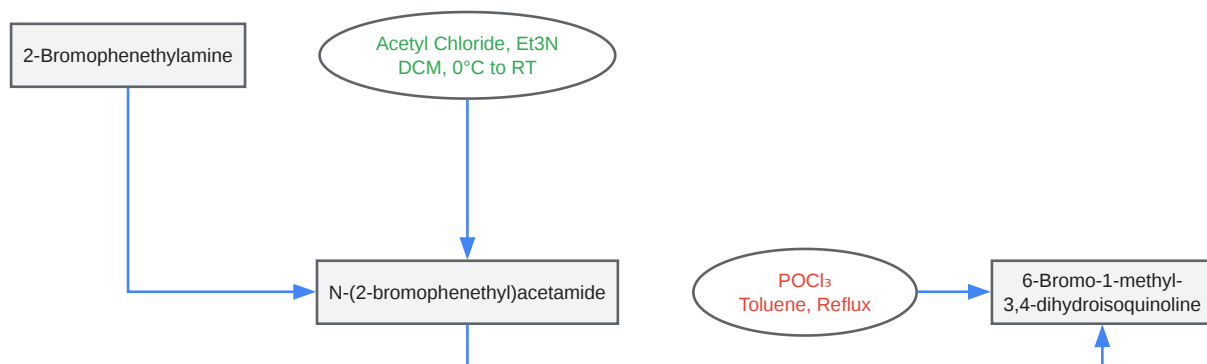 2-Bromophenethylamine
Acetyl Chloride, Et3N
DCM, 0°C to RT
N-(2-bromophenethyl)acetamide
POCl₃
Toluene, Reflux
6-Bromo-1-methyl-
3,4-dihydroisoquinoline